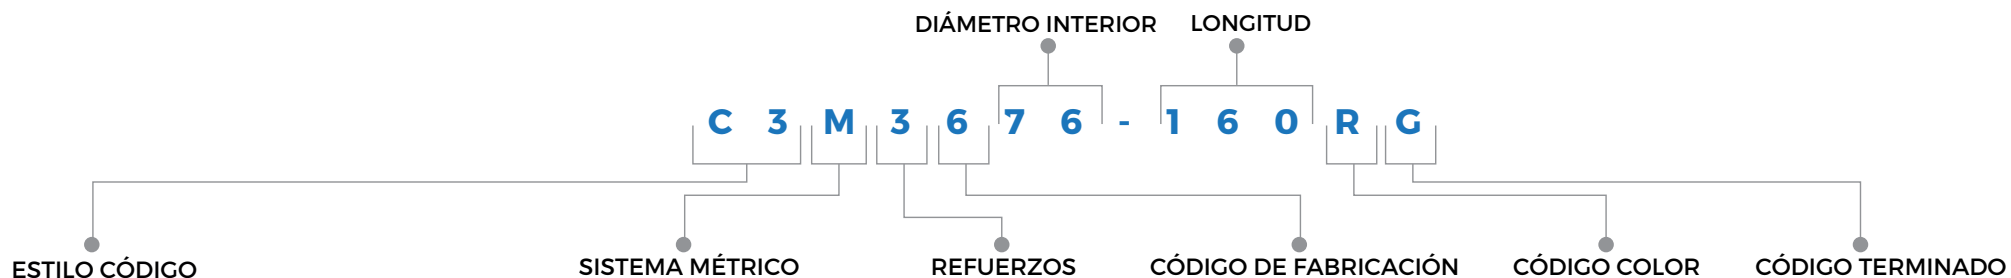 DIÁMETRO INTERIOR LONGITUD
C 3 M 3 6 7 6 - 1 6 0 R G
ESTILO CÓDIGO SISTEMA MÉTRICO REFUERZOS CÓDIGO DE FABRICACIÓN CÓDIGO COLOR CÓDIGO TERMINADO